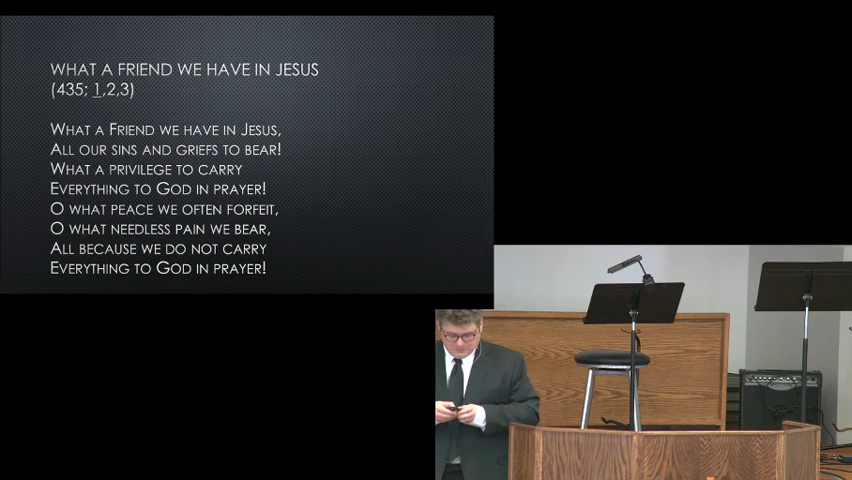 WHAT A FRIEND WE HAVE IN JESUS
(435; 1,2,3)
WHAT A FRIEND WE HAVE IN JESUS,
ALL OUR SINS AND GRIEFS TO BEAR!
WHAT A PRIVILEGE TO CARRY
EVERYTHING TO GOD IN PRAYER!
O WHAT PEACE WE OFTEN FORFEIT,
O WHAT NEEDLESS PAIN WE BEAR,
ALL BECAUSE WE DO NOT CARRY
EVERYTHING TO GOD IN PRAYER!